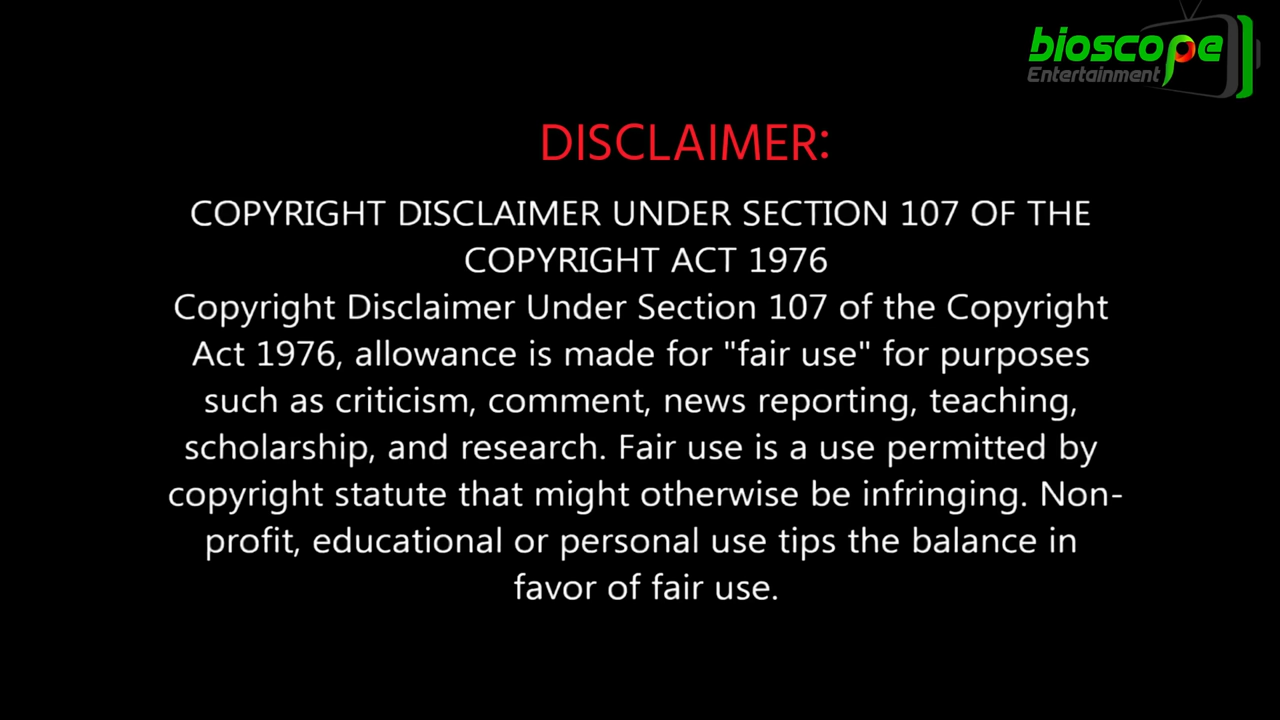 bioscope
Entertainment
DISCLAIMER:
COPYRIGHT DISCLAIMER UNDER SECTION 107 OF THE
COPYRIGHT ACT 1976
Copyright Disclaimer Under Section 107 of the Copyright
Act 1976, allowance is made for "fair use" for purposes
such as criticism, comment, news reporting, teaching,
scholarship, and research. Fair use is a use permitted by
copyright statute that might otherwise be infringing. Non-
profit, educational or personal use tips the balance in
favor of fair use.